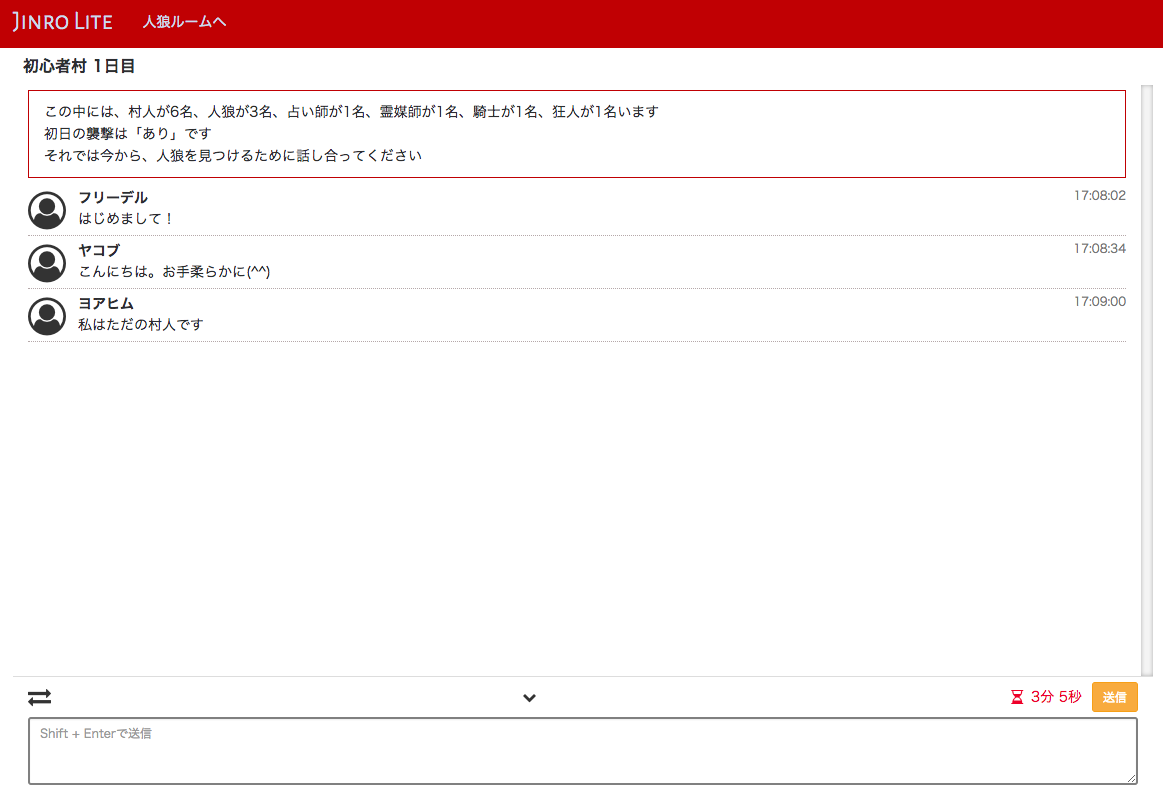 JINRO LITE 人狼ルームへ
初心者村 1日目
この中には、村人が6名、人狼が3名、占い師が1名、霊媒師が1名、騎士が1名、狂人が1名います
初日の襲撃は「あり」です
それでは今から、人狼を見つけるために話し合ってください
フリーデル 17:08:02
はじめまして！
ヤコブ 17:08:34
こんにちは。お手柔らかに(^^)
ヨアヒム 17:09:00
私はただの村人です
3分 5秒 送信
Shift + Enterで送信